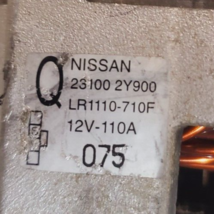 NISSAN
Q 23100 2Y900
LR1110-710F
12V-110A
075